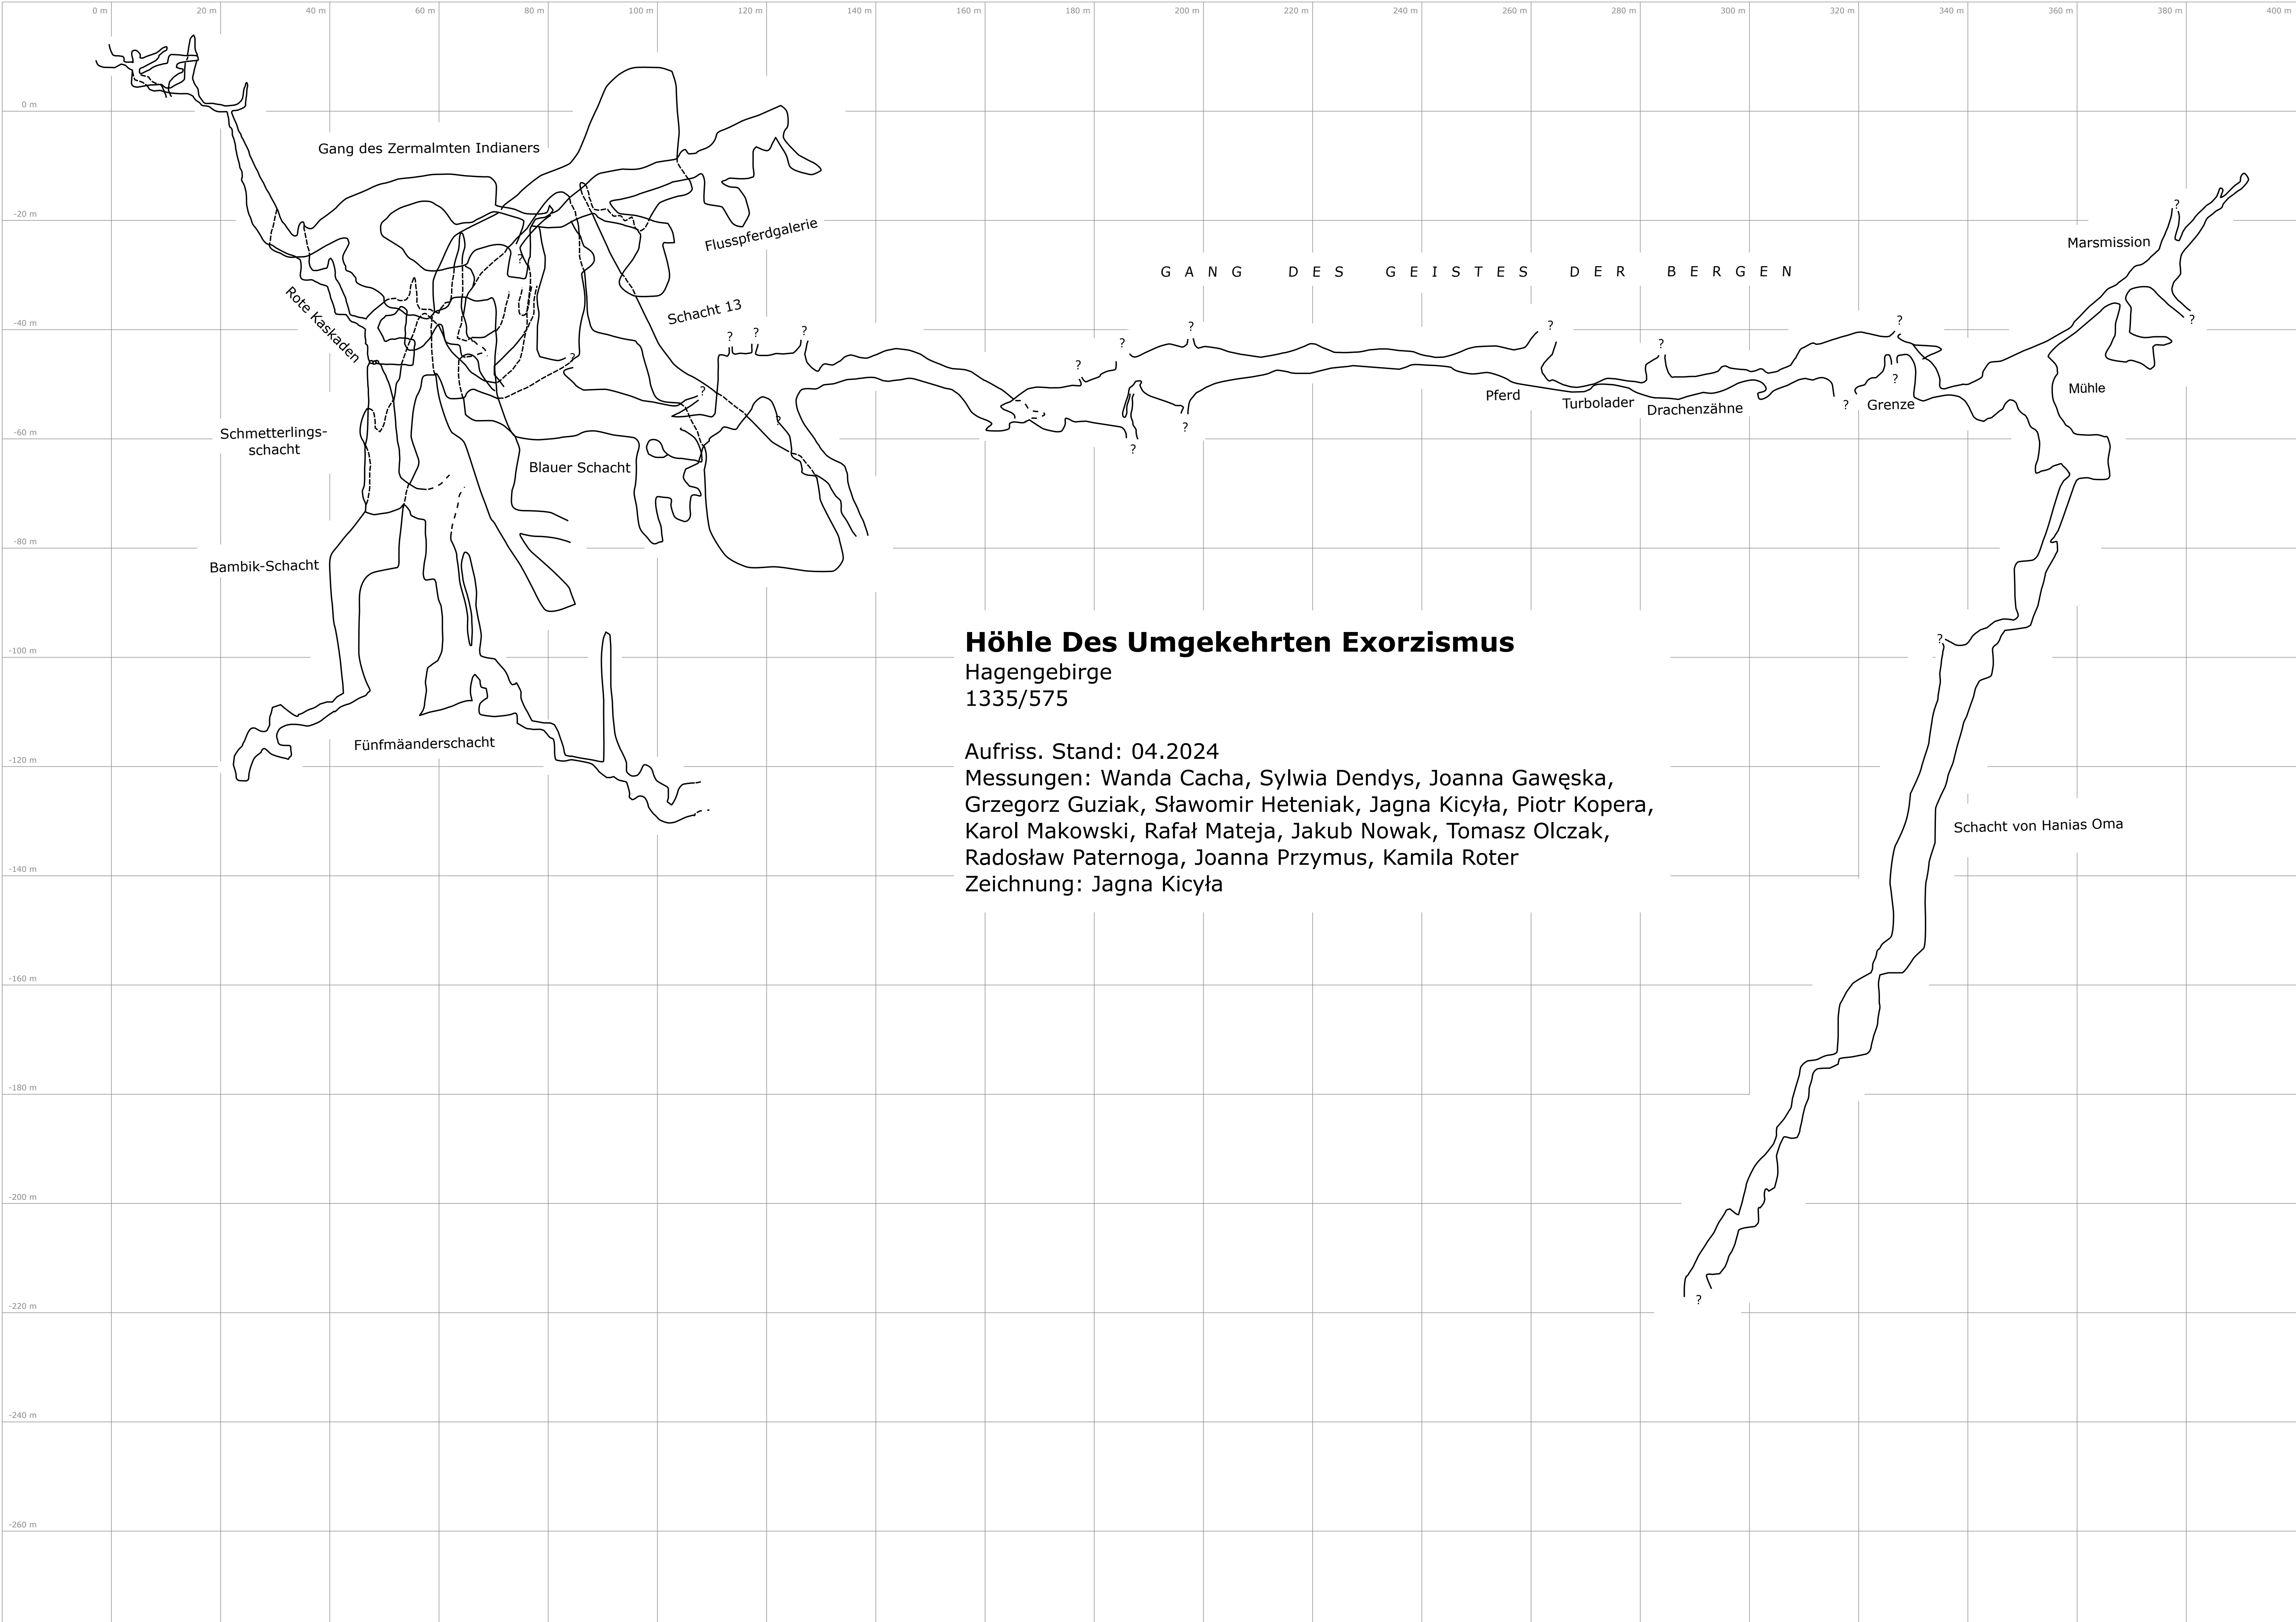 0 m 20 m 40 m 60 m 80 m 100 m 120 m 140 m 160 m 180 m 200 m 220 m 240 m 260 m 280 m 300 m 320 m 340 m 360 m 380 m 400 m
0 m
Gang des Zermalmten Indianers
?
-20 m
Flusspferdgalerie
Marsmission
?
GANG DES GEISTES DER BERGEN
Rote Kaskaden
Schacht 13
? ? ? ? ? ? ? ? ?
-40 m
?
? ?
?
?
Mühle
Pferd
Turbolader
Drachenzähne
?
Grenze
?
?
?
-60 m
Schmetterlings-
schacht
Blauer Schacht
-80 m
Bambik-Schacht
?
-100 m
Höhle Des Umgekehrten Exorzismus
Hagengebirge
1335/575
Fünfmäanderschacht
-120 m
Aufriss. Stand: 04.2024
Messungen: Wanda Cacha, Sylwia Dendys, Joanna Gawęska,
Grzegorz Guziak, Sławomir Heteniak, Jagna Kicyła, Piotr Kopera,
Karol Makowski, Rafał Mateja, Jakub Nowak, Tomasz Olczak,
Radosław Paternoga, Joanna Przymus, Kamila Roter
Zeichnung: Jagna Kicyła
Schacht von Hanias Oma
-140 m
-160 m
-180 m
-200 m
?
-220 m
-240 m
-260 m